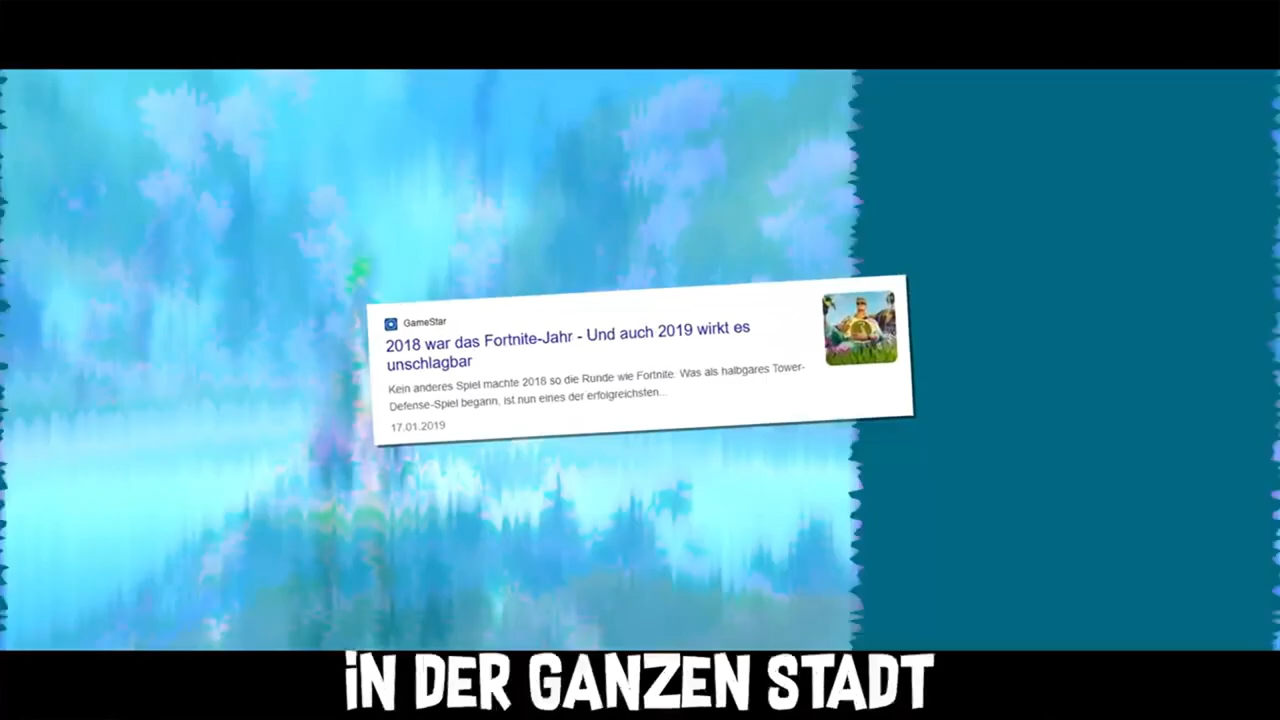 GameStar
2018 war das Fortnite-Jahr - Und auch 2019 wirkt es
unschlagbar
Kein anderes Spiel machte 2018 so die Runde wie Fortnite. Was als halbgares Tower-
Defense-Spiel begann, ist nun eines der erfolgreichsten...
17.01.2019
iN DER GANZEN STADT